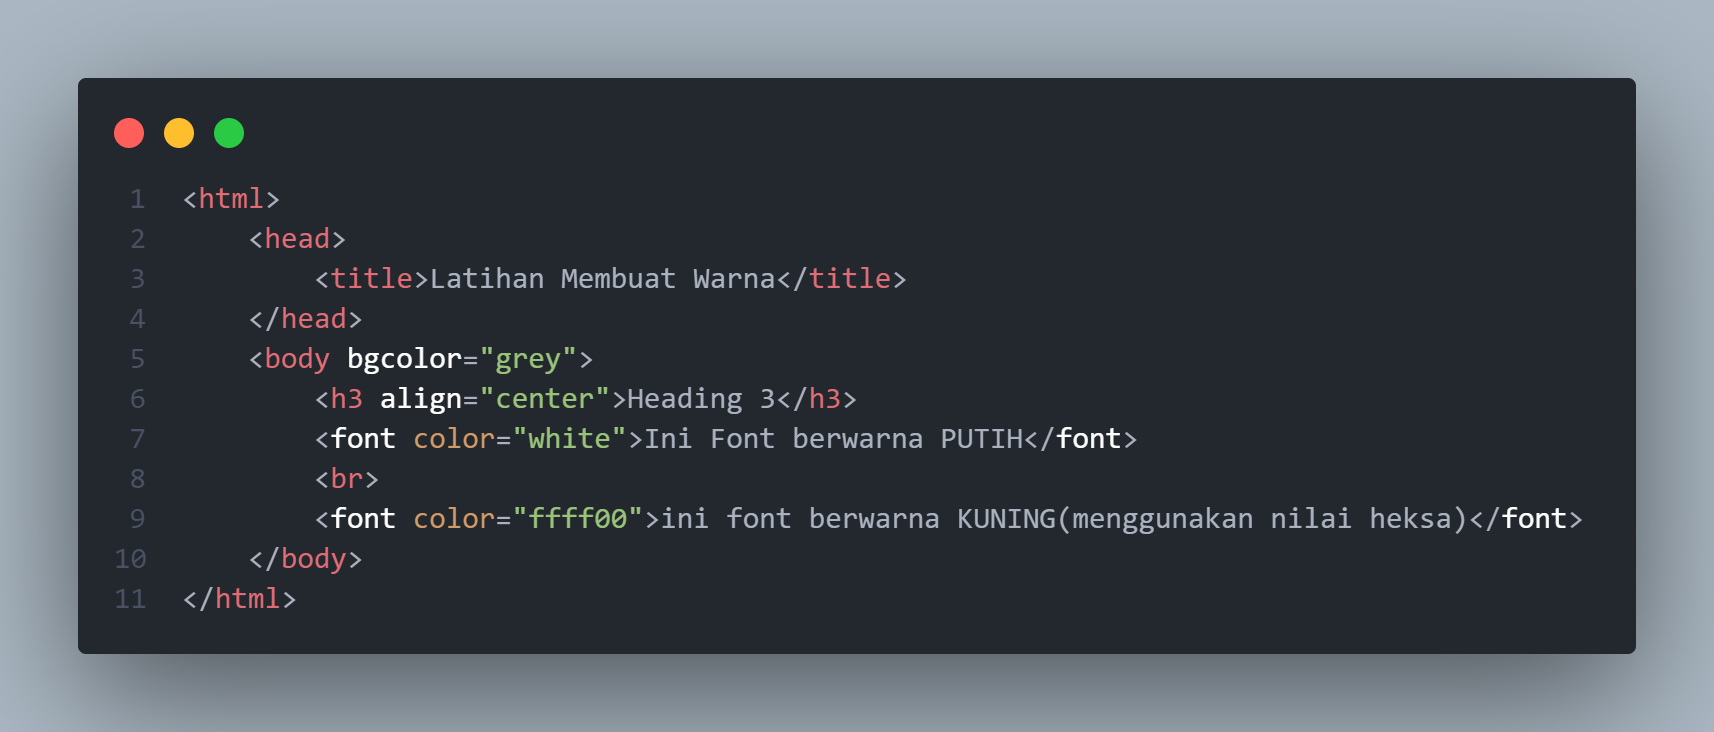 1 <html>
2     <head>
3         <title>Latihan Membuat Warna</title>
4     </head>
5     <body bgcolor="grey">
6         <h3 align="center">Heading 3</h3>
7         <font color="white">Ini Font berwarna PUTIH</font>
8         <br>
9         <font color="ffff00">ini font berwarna KUNING(menggunakan nilai heksa)</font>
10     </body>
11 </html>